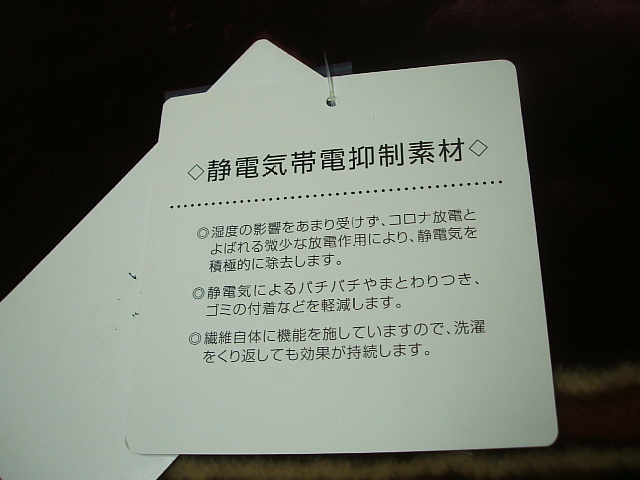 ◇静電気帯電抑制素材◇
◎湿度の影響をあまり受けず、コロナ放電と
よばれる微少な放電作用により、静電気を
積極的に除去します。
◎静電気によるパチパチやまとわりつき、
ゴミの付着などを軽減します。
◎繊維自体に機能を施していますので、洗濯
をくり返しても効果が持続します。